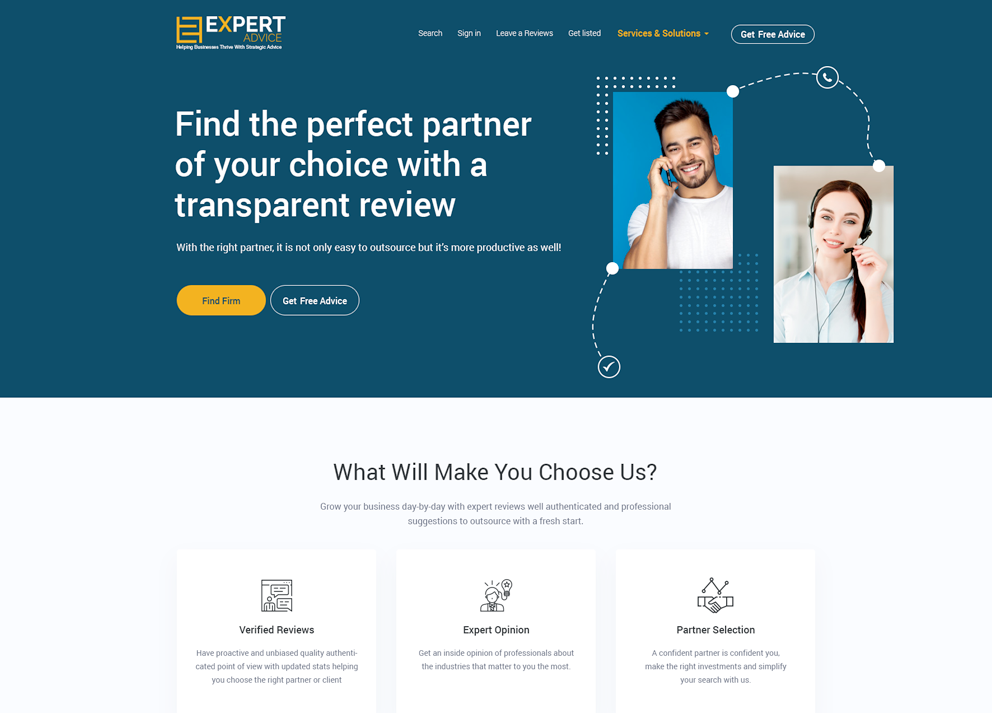 EXPERT
ADVICE
Helping Businesses Thrive With Strategic Advice
Search Sign in Leave a Reviews Get listed Services & Solutions Get Free Advice
Find the perfect partner
of your choice with a
transparent review
With the right partner, it is not only easy to outsource but it's more productive as well!
Find Firm Get Free Advice
What Will Make You Choose Us?
Grow your business day-by-day with expert reviews well authenticated and professional
suggestions to outsource with a fresh start.
Verified Reviews
Have proactive and unbiased quality authenti-
cated point of view with updated stats helping
you choose the right partner or client
Expert Opinion
Get an inside opinion of professionals about
the industries that matter to you the most.
Partner Selection
A confident partner is confident you,
make the right investments and simplify
your search with us.